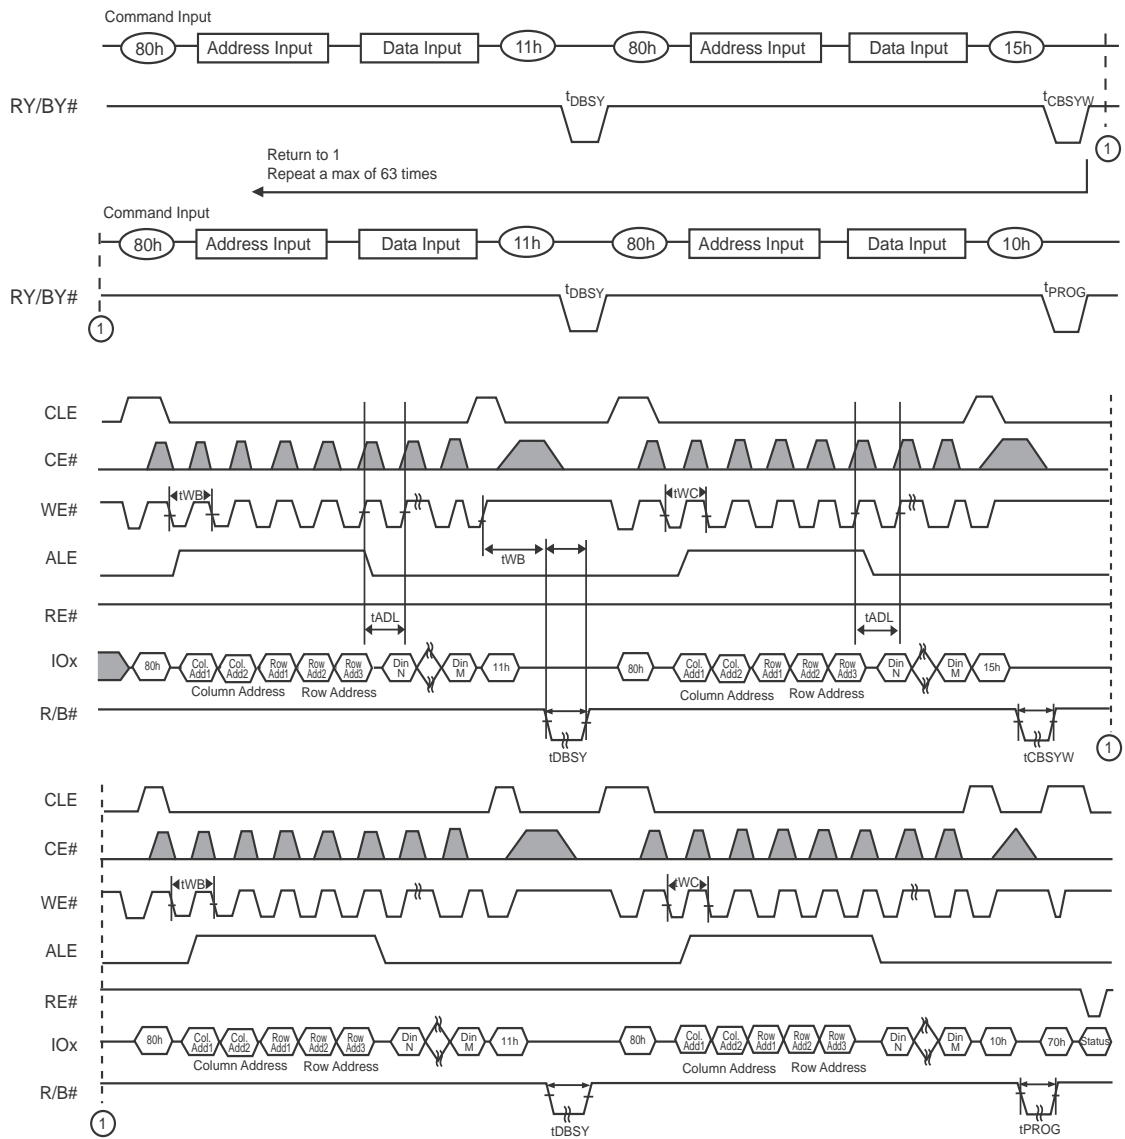 Command Input
80h Address Input Data Input 11h 80h Address Input Data Input 15h
RY/BY# tDBSY tCBSYW
1
Return to 1
Repeat a max of 63 times
Command Input
80h Address Input Data Input 11h 80h Address Input Data Input 10h
RY/BY# tDBSY tPROG
1
CLE
CE#
WE# tWB tWC
ALE tWB
RE# tADL tADL
IOx 80h Col. Add1 Col. Add2 Row Add1 Row Add2 Row Add3 Din N Din M 11h 80h Col. Add1 Col. Add2 Row Add1 Row Add2 Row Add3 Din N Din M 15h
Column Address Row Address Column Address Row Address
R/B# tDBSY tCBSYW
1
CLE
CE#
WE# tWB tWC
ALE
RE#
IOx 80h Col. Add1 Col. Add2 Row Add1 Row Add2 Row Add3 Din N Din M 11h 80h Col. Add1 Col. Add2 Row Add1 Row Add2 Row Add3 Din N Din M 10h 70h Status
Column Address Row Address Column Address Row Address
R/B# tDBSY tPROG
1